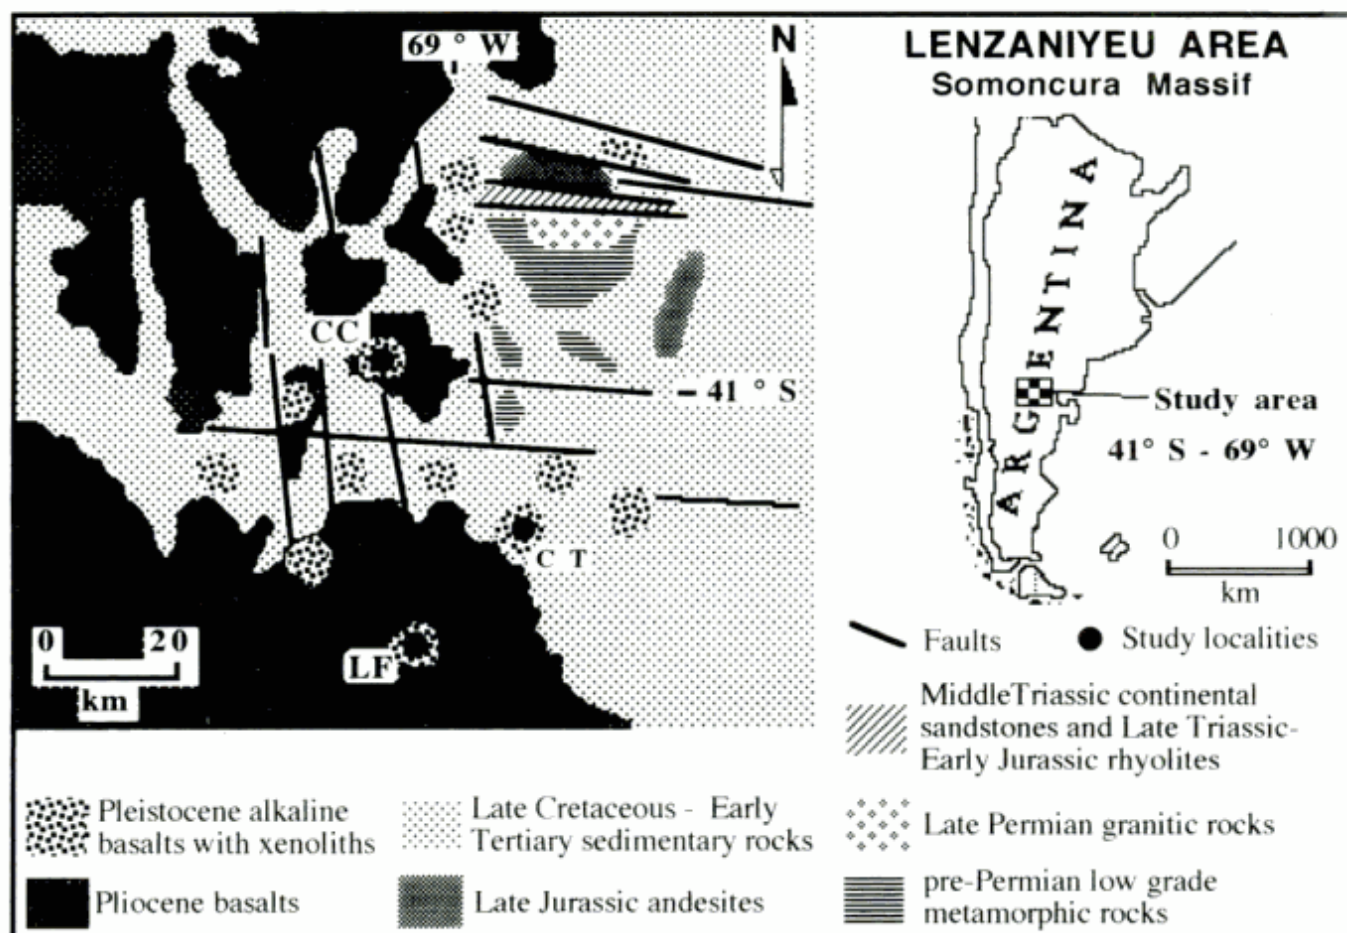 69 ° W
N
CC
– 41 ° S
C T
LF
0 20
km
LENZANIYEU AREA
Somoncura Massif
ARGENTINA
Study area
41° S - 69° W
0 1000
km
Faults
Study localities
MiddleTriassic continental
sandstones and Late Triassic-
Early Jurassic rhyolites
Pleistocene alkaline
basalts with xenoliths
Late Cretaceous - Early
Tertiary sedimentary rocks
Late Permian granitic rocks
Pliocene basalts
Late Jurassic andesites
pre-Permian low grade
metamorphic rocks